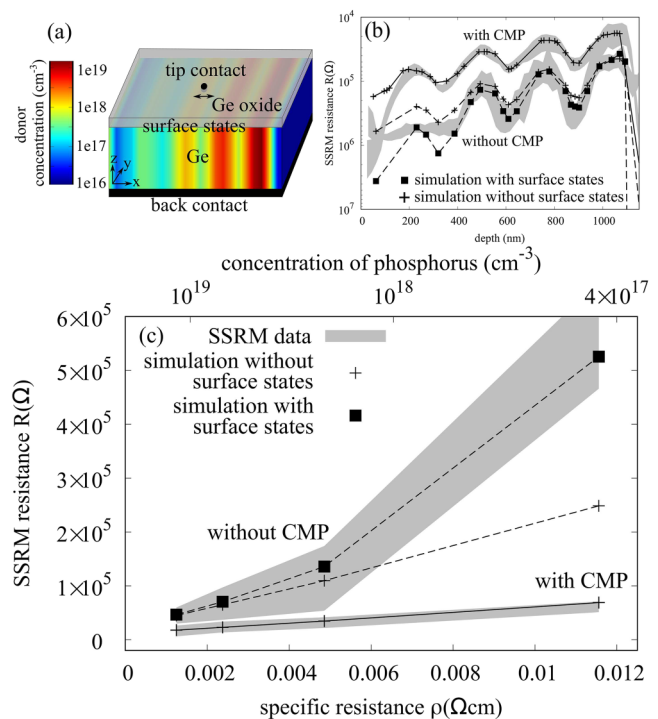 (a)
donor
concentration (cm⁻³)
1e19
1e18
1e17
1e16
tip contact
Ge oxide
surface states
Ge
z
y
x
back contact
(b)
SSRM resistance R(Ω)
10⁴
10⁵
10⁶
10⁷
with CMP
without CMP
simulation with surface states
simulation without surface states
0 200 400 600 800 1000
depth (nm)
concentration of phosphorus (cm⁻³)
10¹⁹ 10¹⁸ 4×10¹⁷
(c)
SSRM data
simulation without
surface states
simulation with
surface states
SSRM resistance R(Ω)
6×10⁵
5×10⁵
4×10⁵
3×10⁵
2×10⁵
1×10⁵
0
without CMP
with CMP
0 0.002 0.004 0.006 0.008 0.01 0.012
specific resistance ρ(Ωcm)